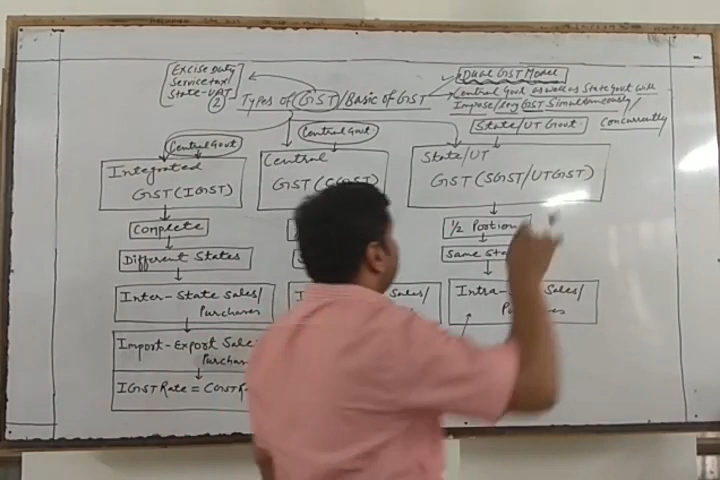 Excise Duty
Service tax/
State-VAT
(2)
Types of GST/Basic of GST
Dual GST Model
Central Govt as well as State Govt will
Impose/levy GST Simultaneously/
Concurrently
Central Govt
Central Govt
State/UT Govt
Integrated
GST(IGST)
Central
GST(CGST)
State/UT
GST(SGST/UTGST)
Complete
1/2 Portion
Different States
Same
Inter-State Sales/
Purchases
Sales/
Intra- Sales/
Import-Export
IGST Rate = CGST